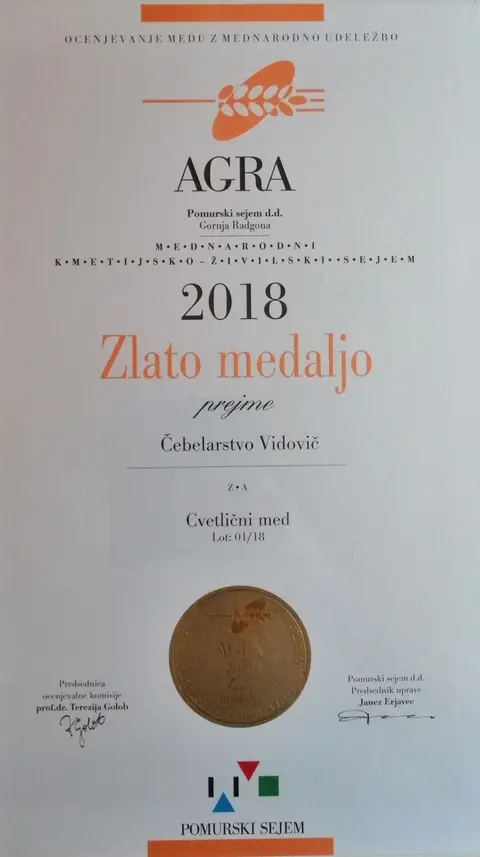 OCENJEVANJE MEDU Z MEDNARODNO UDELEŽBO
AGRA
Pomurski sejem d.d.
Gornja Radgona
M•E•D•N•A•R•O•D•N•I
K•M•E•T•I•J•S•K•O–Ž•I•V•I•L•S•K•I••S•E•J•E•M
2018
Zlato medaljo
prejme
Čebelarstvo Vidovič
Z•A
Cvetlični med
Lot: 01/18
AGRA
Predsednica
ocenjevalne komisije
prof.dr. Terezija Golob
Pomurski sejem d.d.
Predsednik uprave
Janez Erjavec
POMURSKI SEJEM